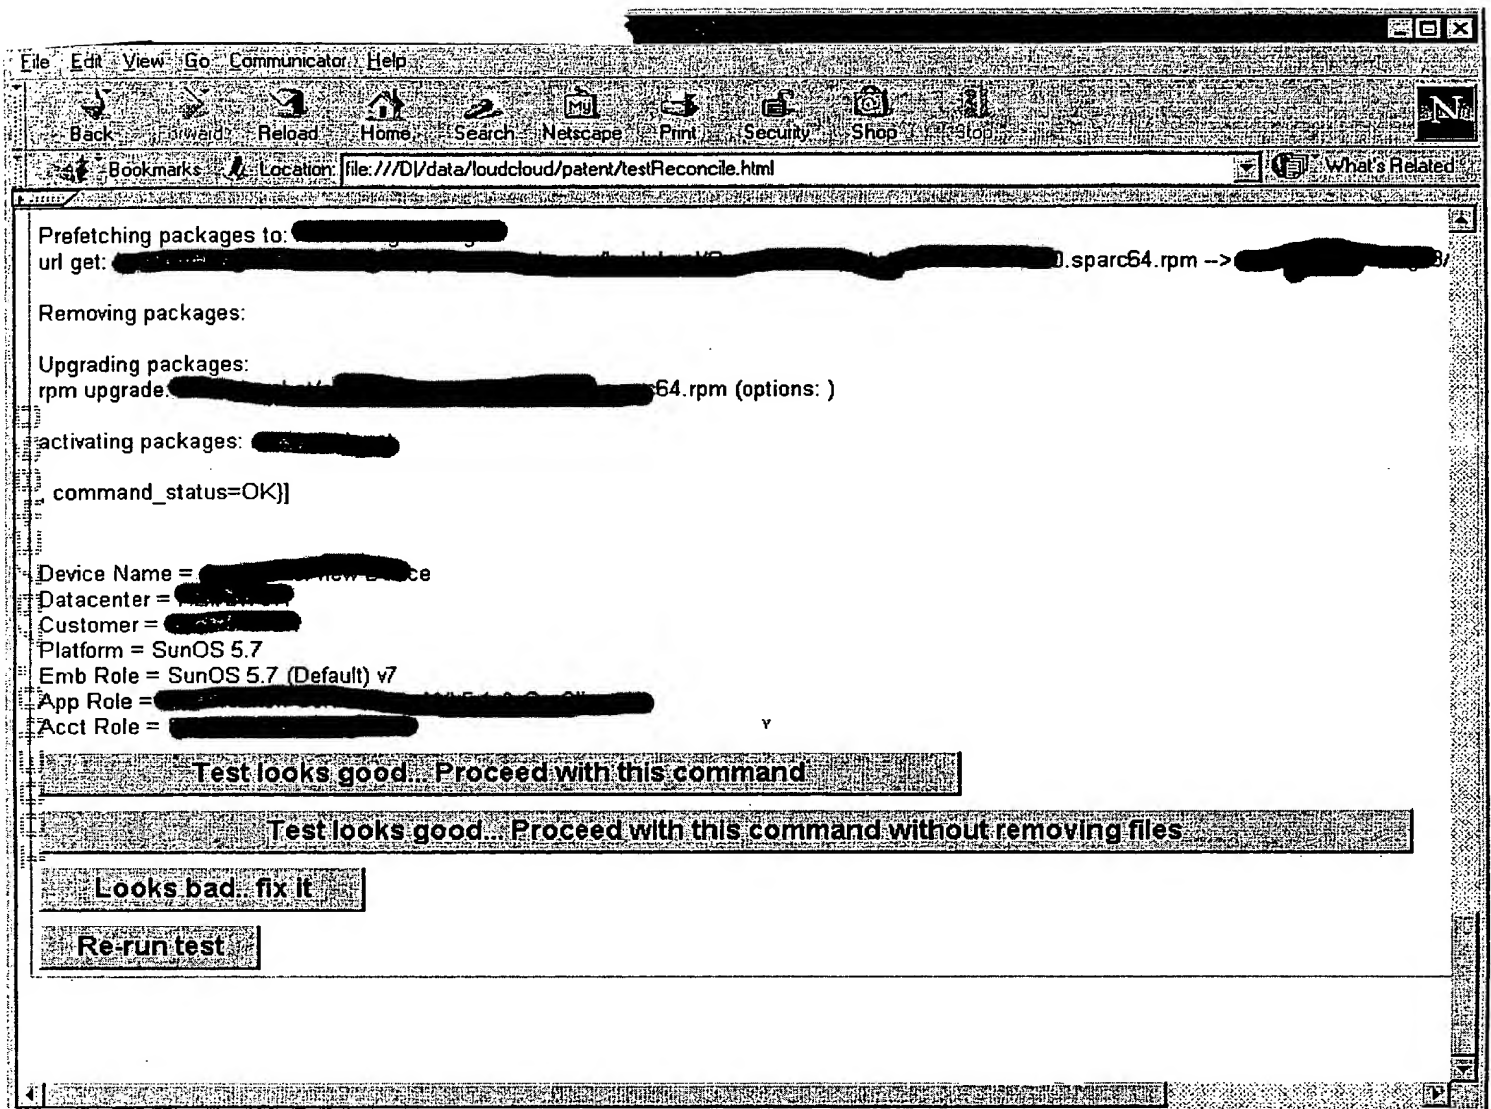 File Edit View Go Communicator Help
Back Forward Reload Home Search Netscape Print Security Shop Stop
N
Bookmarks Location: file:///D|/data/loudcloud/patent/testReconcile.html What's Related
Prefetching packages to:
url get: 0.sparc64.rpm -->
Removing packages:
Upgrading packages:
rpm upgrade: 64.rpm (options: )
activating packages:
, command_status=OK}]
Device Name =
Datacenter =
Customer =
Platform = SunOS 5.7
Emb Role = SunOS 5.7 (Default) v7
App Role =
Acct Role =
Test looks good... Proceed with this command
Test looks good... Proceed with this command without removing files
Looks bad.. fix it
Re-run test